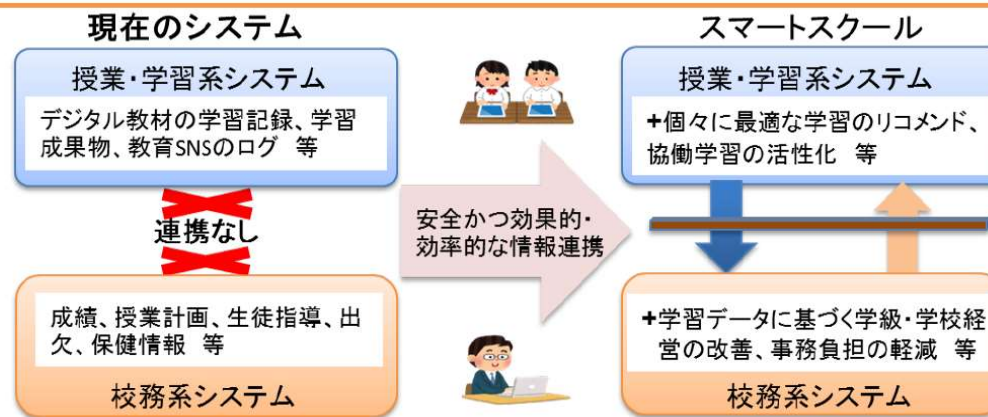 現在のシステム
授業・学習系システム
デジタル教材の学習記録、学習
成果物、教育SNSのログ 等
連携なし
成績、授業計画、生徒指導、出
欠、保健情報 等
校務系システム
安全かつ効果的・
効率的な情報連携
スマートスクール
授業・学習系システム
+個々に最適な学習のリコメンド、
協働学習の活性化 等
+学習データに基づく学級・学校経
営の改善、事務負担の軽減 等
校務系システム